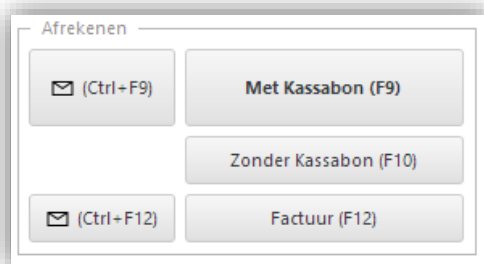 Afrekenen
(Ctrl+F9)
Met Kassabon (F9)
Zonder Kassabon (F10)
(Ctrl+F12)
Factuur (F12)